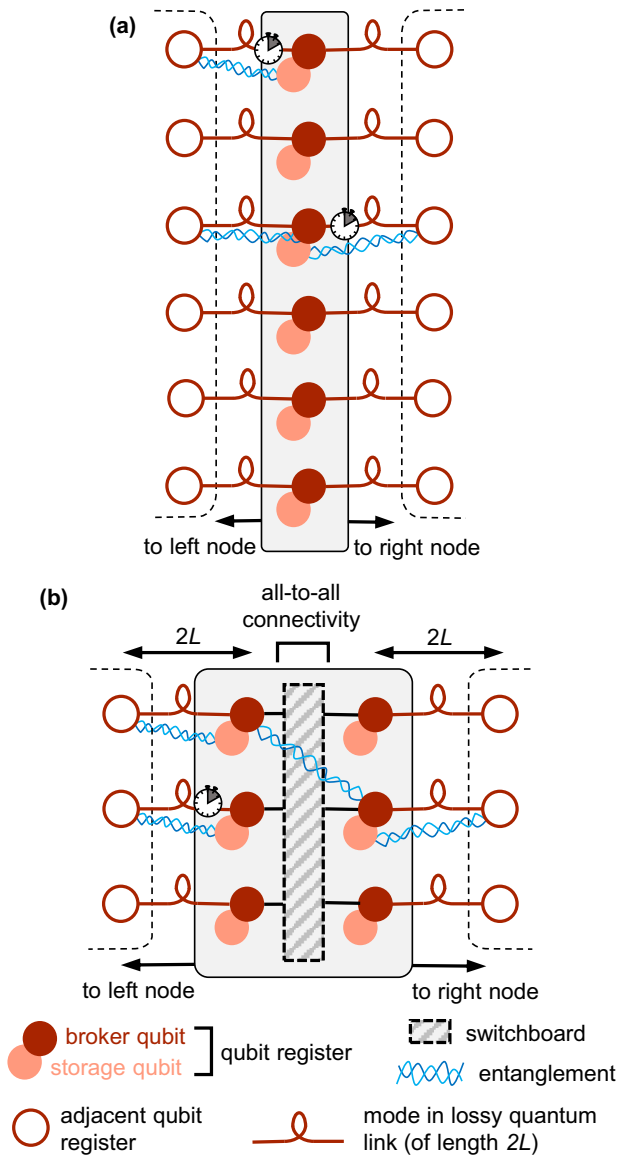 (a)
to left node
to right node
(b)
all-to-all
connectivity
2L
2L
to left node
to right node
broker qubit
storage qubit
qubit register
switchboard
entanglement
adjacent qubit
register
mode in lossy quantum
link (of length 2L)